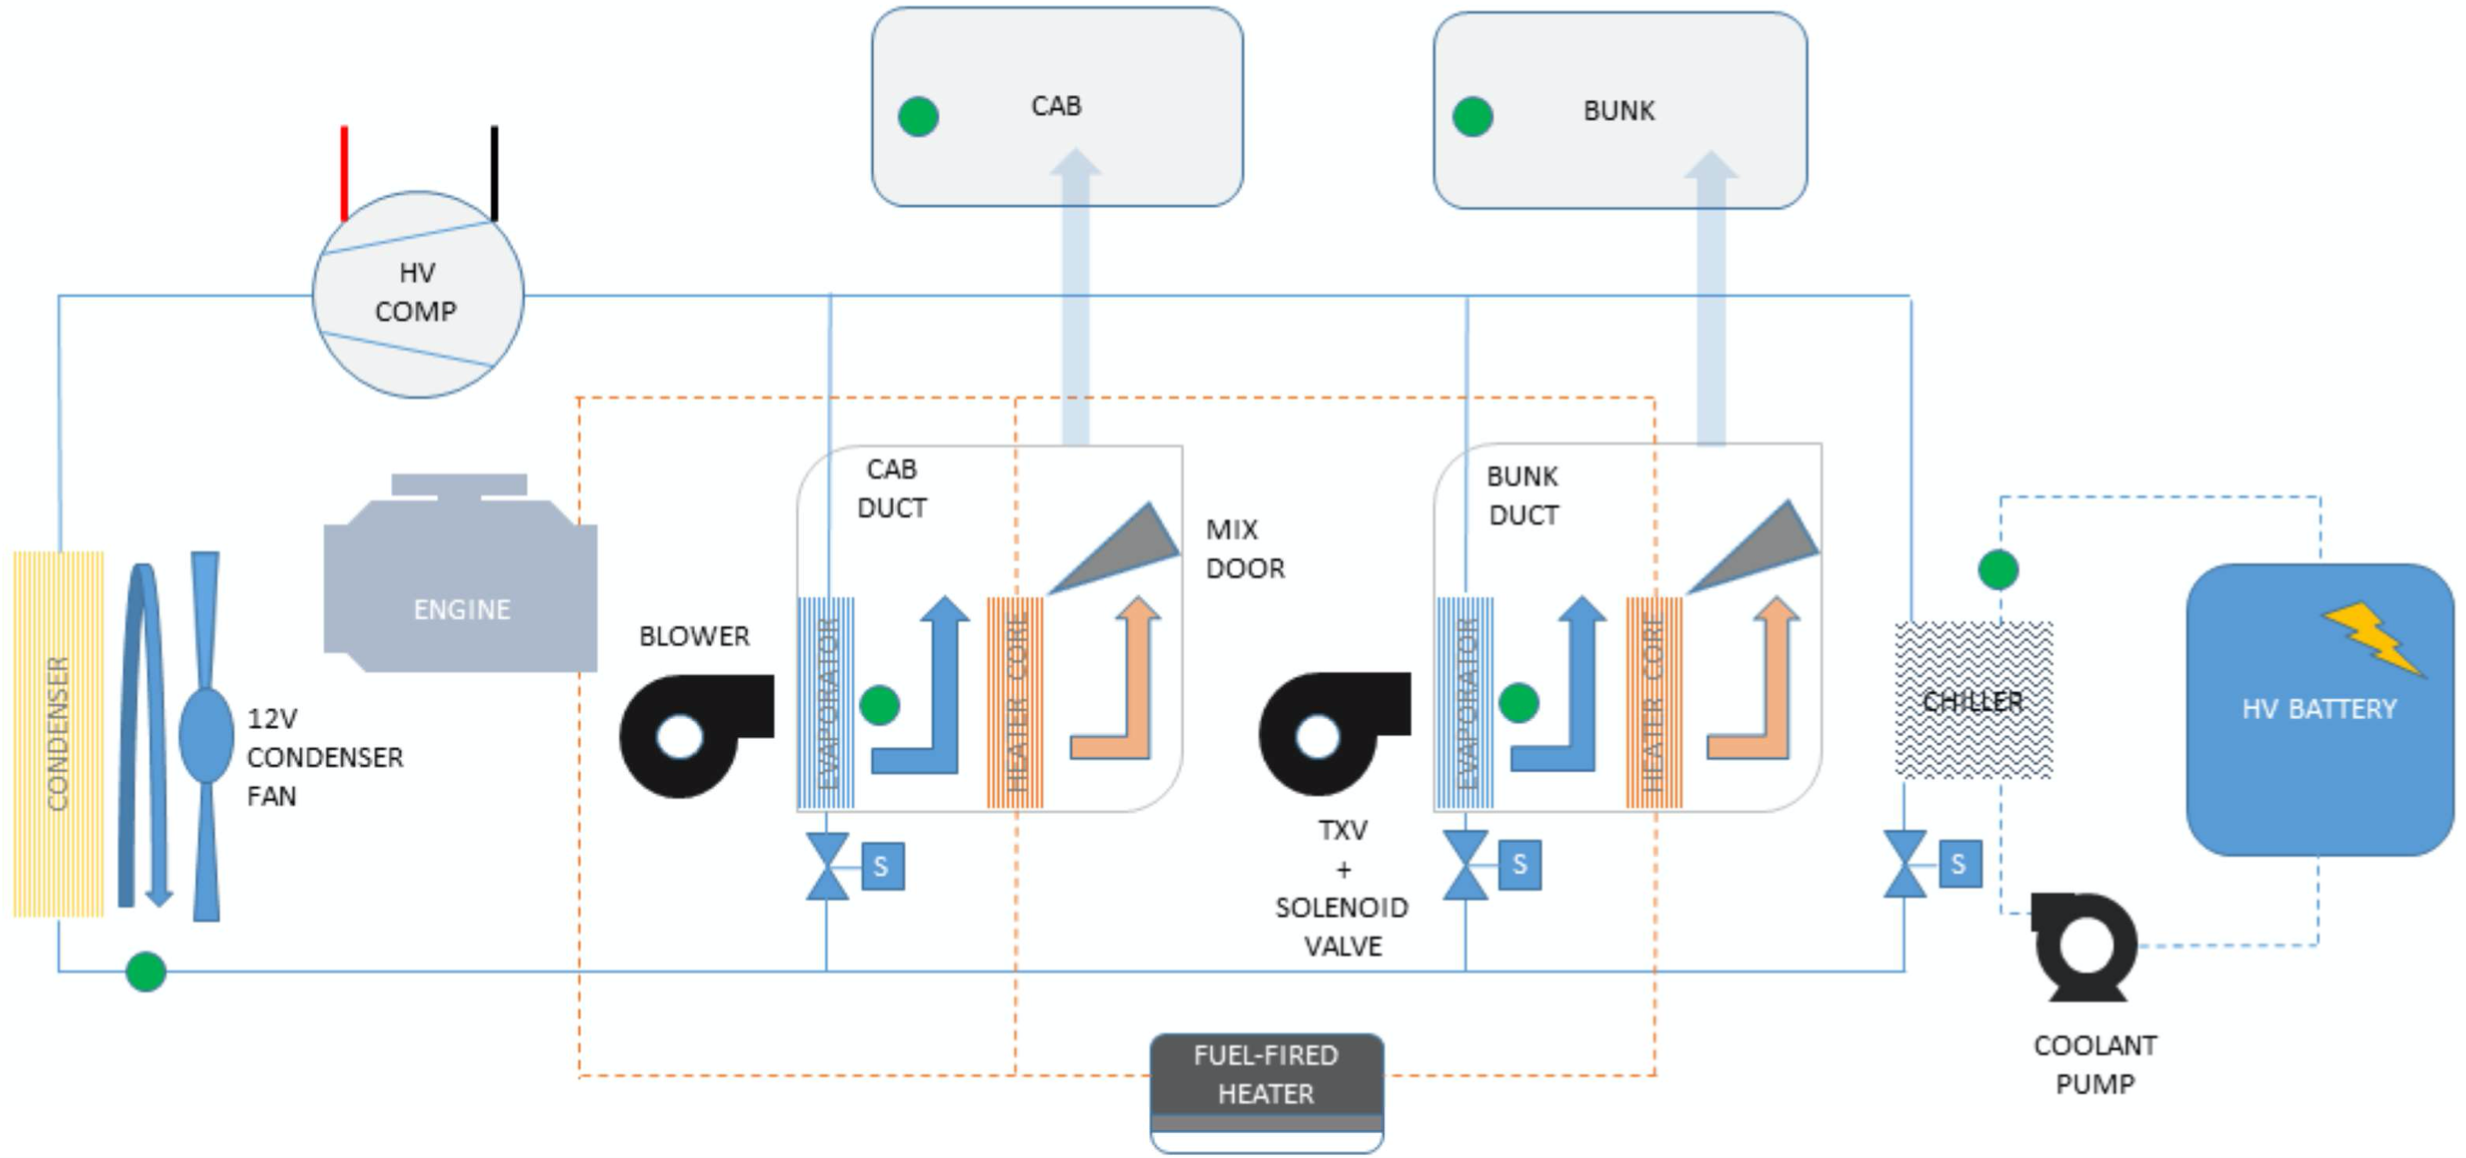 CAB
BUNK
HV
COMP
CAB
DUCT
BUNK
DUCT
MIX
DOOR
ENGINE
BLOWER
CONDENSER
12V
CONDENSER
FAN
EVAPORATOR
HEATER CORE
EVAPORATOR
HEATER CORE
CHILLER
HV BATTERY
TXV
+
SOLENOID
VALVE
S
S
S
FUEL-FIRED
HEATER
COOLANT
PUMP